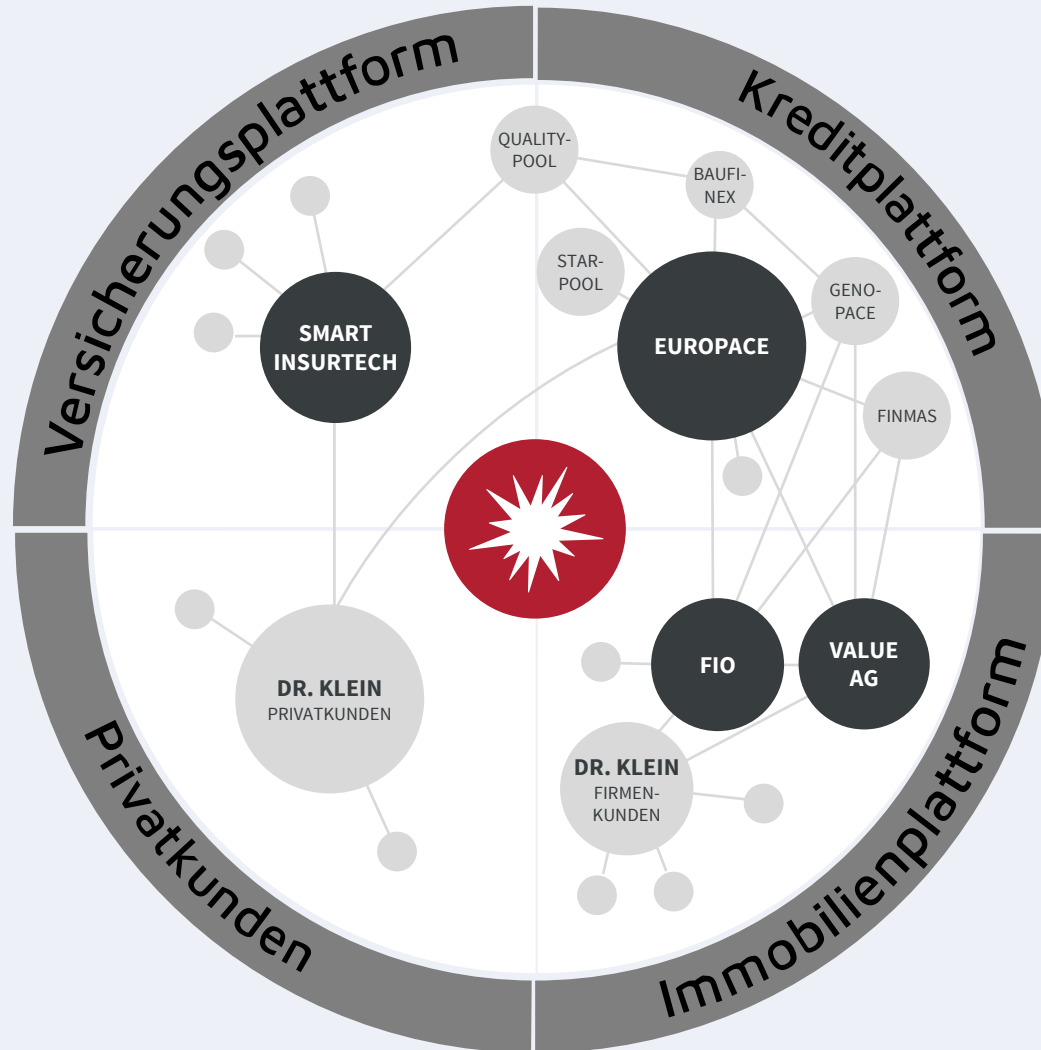 Versicherungsplattform
Kreditplattform
QUALITY-
POOL
BAUFI-
NEX
STAR-
POOL
GENO-
PACE
SMART
INSURTECH
EUROPACE
FINMAS
DR. KLEIN
PRIVATKUNDEN
FIO
VALUE
AG
DR. KLEIN
FIRMEN-
KUNDEN
Privatkunden
Immobilienplattform